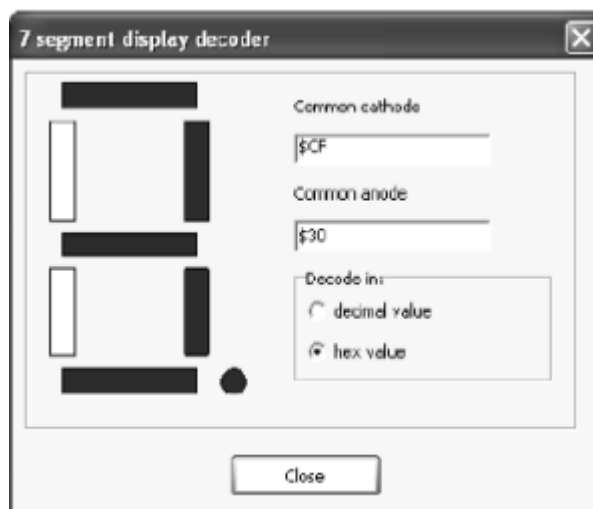 7 segment display decoder
Common cathode
$CF
Common anode
$30
Decode in:
decimal value
hex value
Close